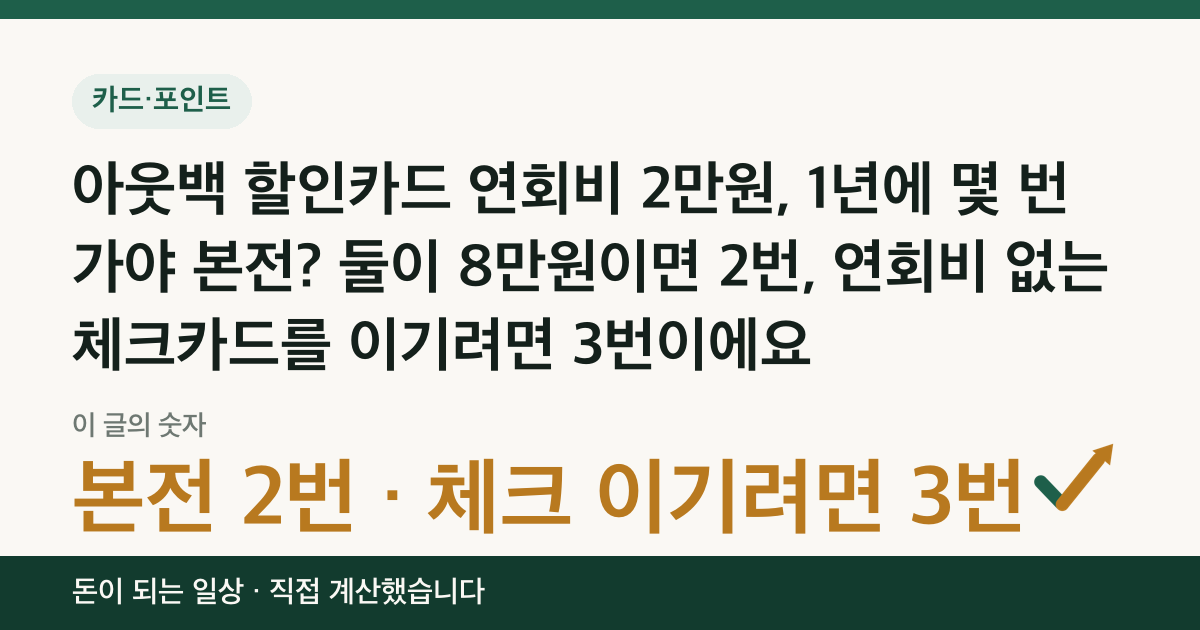 카드·포인트
아웃백 할인카드 연회비 2만원, 1년에 몇 번
가야 본전? 둘이 8만원이면 2번, 연회비 없는
체크카드를 이기려면 3번이에요
이 글의 숫자
본전 2번 · 체크 이기려면 3번
돈이 되는 일상 · 직접 계산했습니다